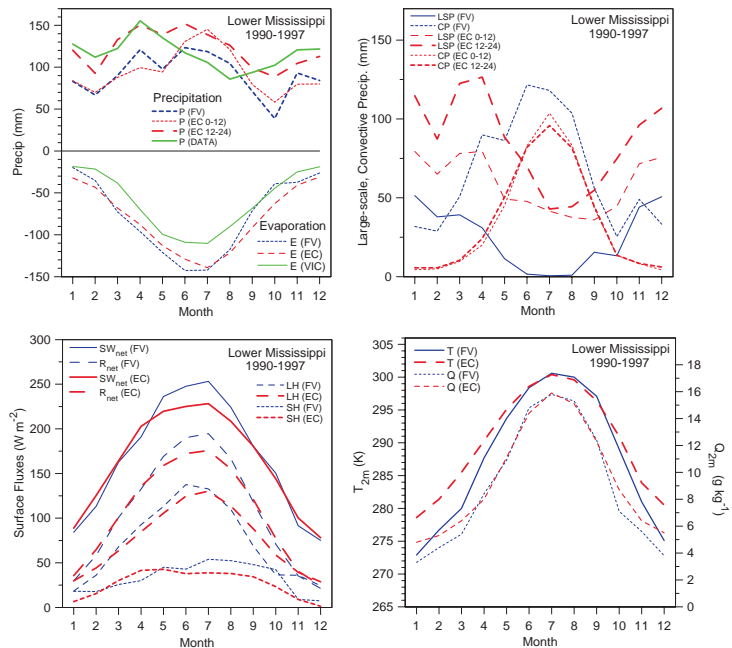 Lower Mississippi
1990-1997
Precip (mm)
150
100
50
0
-50
-100
-150
Precipitation
P (FV)
P (EC 0-12)
P (EC 12-24)
P (DATA)
Evaporation
E (FV)
E (EC)
E (VIC)
1 2 3 4 5 6 7 8 9 10 11 12
Month
LSP (FV)
CP (FV)
LSP (EC 0-12)
LSP (EC 12-24)
CP (EC 0-12)
CP (EC 12-24)
Lower Mississippi
1990-1997
Large-scale, Convective Precip. (mm)
150
100
50
0
1 2 3 4 5 6 7 8 9 10 11 12
Month
Surface Fluxes (W m-2)
300
250
200
150
100
50
0
SWnet (FV)
Rnet (FV)
SWnet (EC)
Rnet (EC)
Lower Mississippi
1990-1997
LH (FV)
LH (EC)
SH (FV)
SH (EC)
1 2 3 4 5 6 7 8 9 10 11 12
Month
T2m (K)
305
300
295
290
285
280
275
270
265
T (FV)
T (EC)
Q (FV)
Q (EC)
Lower Mississippi
1990-1997
18
16
14
12
10
8
6
4
2
0
Q2m (g kg-1)
1 2 3 4 5 6 7 8 9 10 11 12
Month